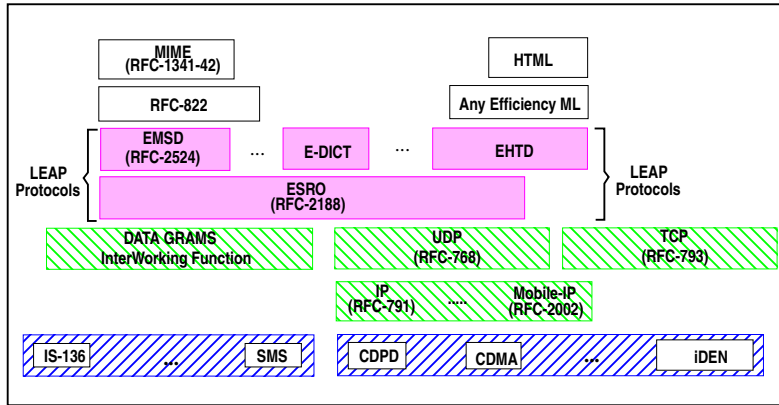 MIME
(RFC-1341-42)
HTML
RFC-822
Any Efficiency ML
LEAP
Protocols
EMSD
(RFC-2524)
...
E-DICT
...
EHTD
LEAP
Protocols
ESRO
(RFC-2188)
DATA GRAMS
InterWorking Function
UDP
(RFC-768)
TCP
(RFC-793)
IP
(RFC-791)
.....
Mobile-IP
(RFC-2002)
IS-136
...
SMS
CDPD
CDMA
...
iDEN